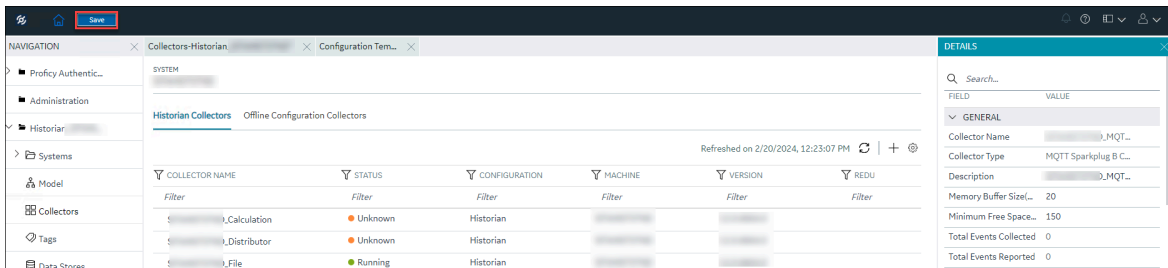 Save
NAVIGATION
Collectors-Historian
Configuration Tem...
DETAILS
Proficy Authentic...
Administration
Historian
Systems
Model
Collectors
Tags
Data Stores
SYSTEM
Historian Collectors Offline Configuration Collectors
Refreshed on 2/20/2024, 12:23:07 PM
COLLECTOR NAME STATUS CONFIGURATION MACHINE VERSION REDU
Filter Filter Filter Filter Filter Filter
_Calculation Unknown Historian
_Distributor Unknown Historian
_File Running Historian
Search...
FIELD VALUE
GENERAL
Collector Name _MQT...
Collector Type MQTT Sparkplug B C...
Description _MQT...
Memory Buffer Size(... 20
Minimum Free Space... 150
Total Events Collected 0
Total Events Reported 0